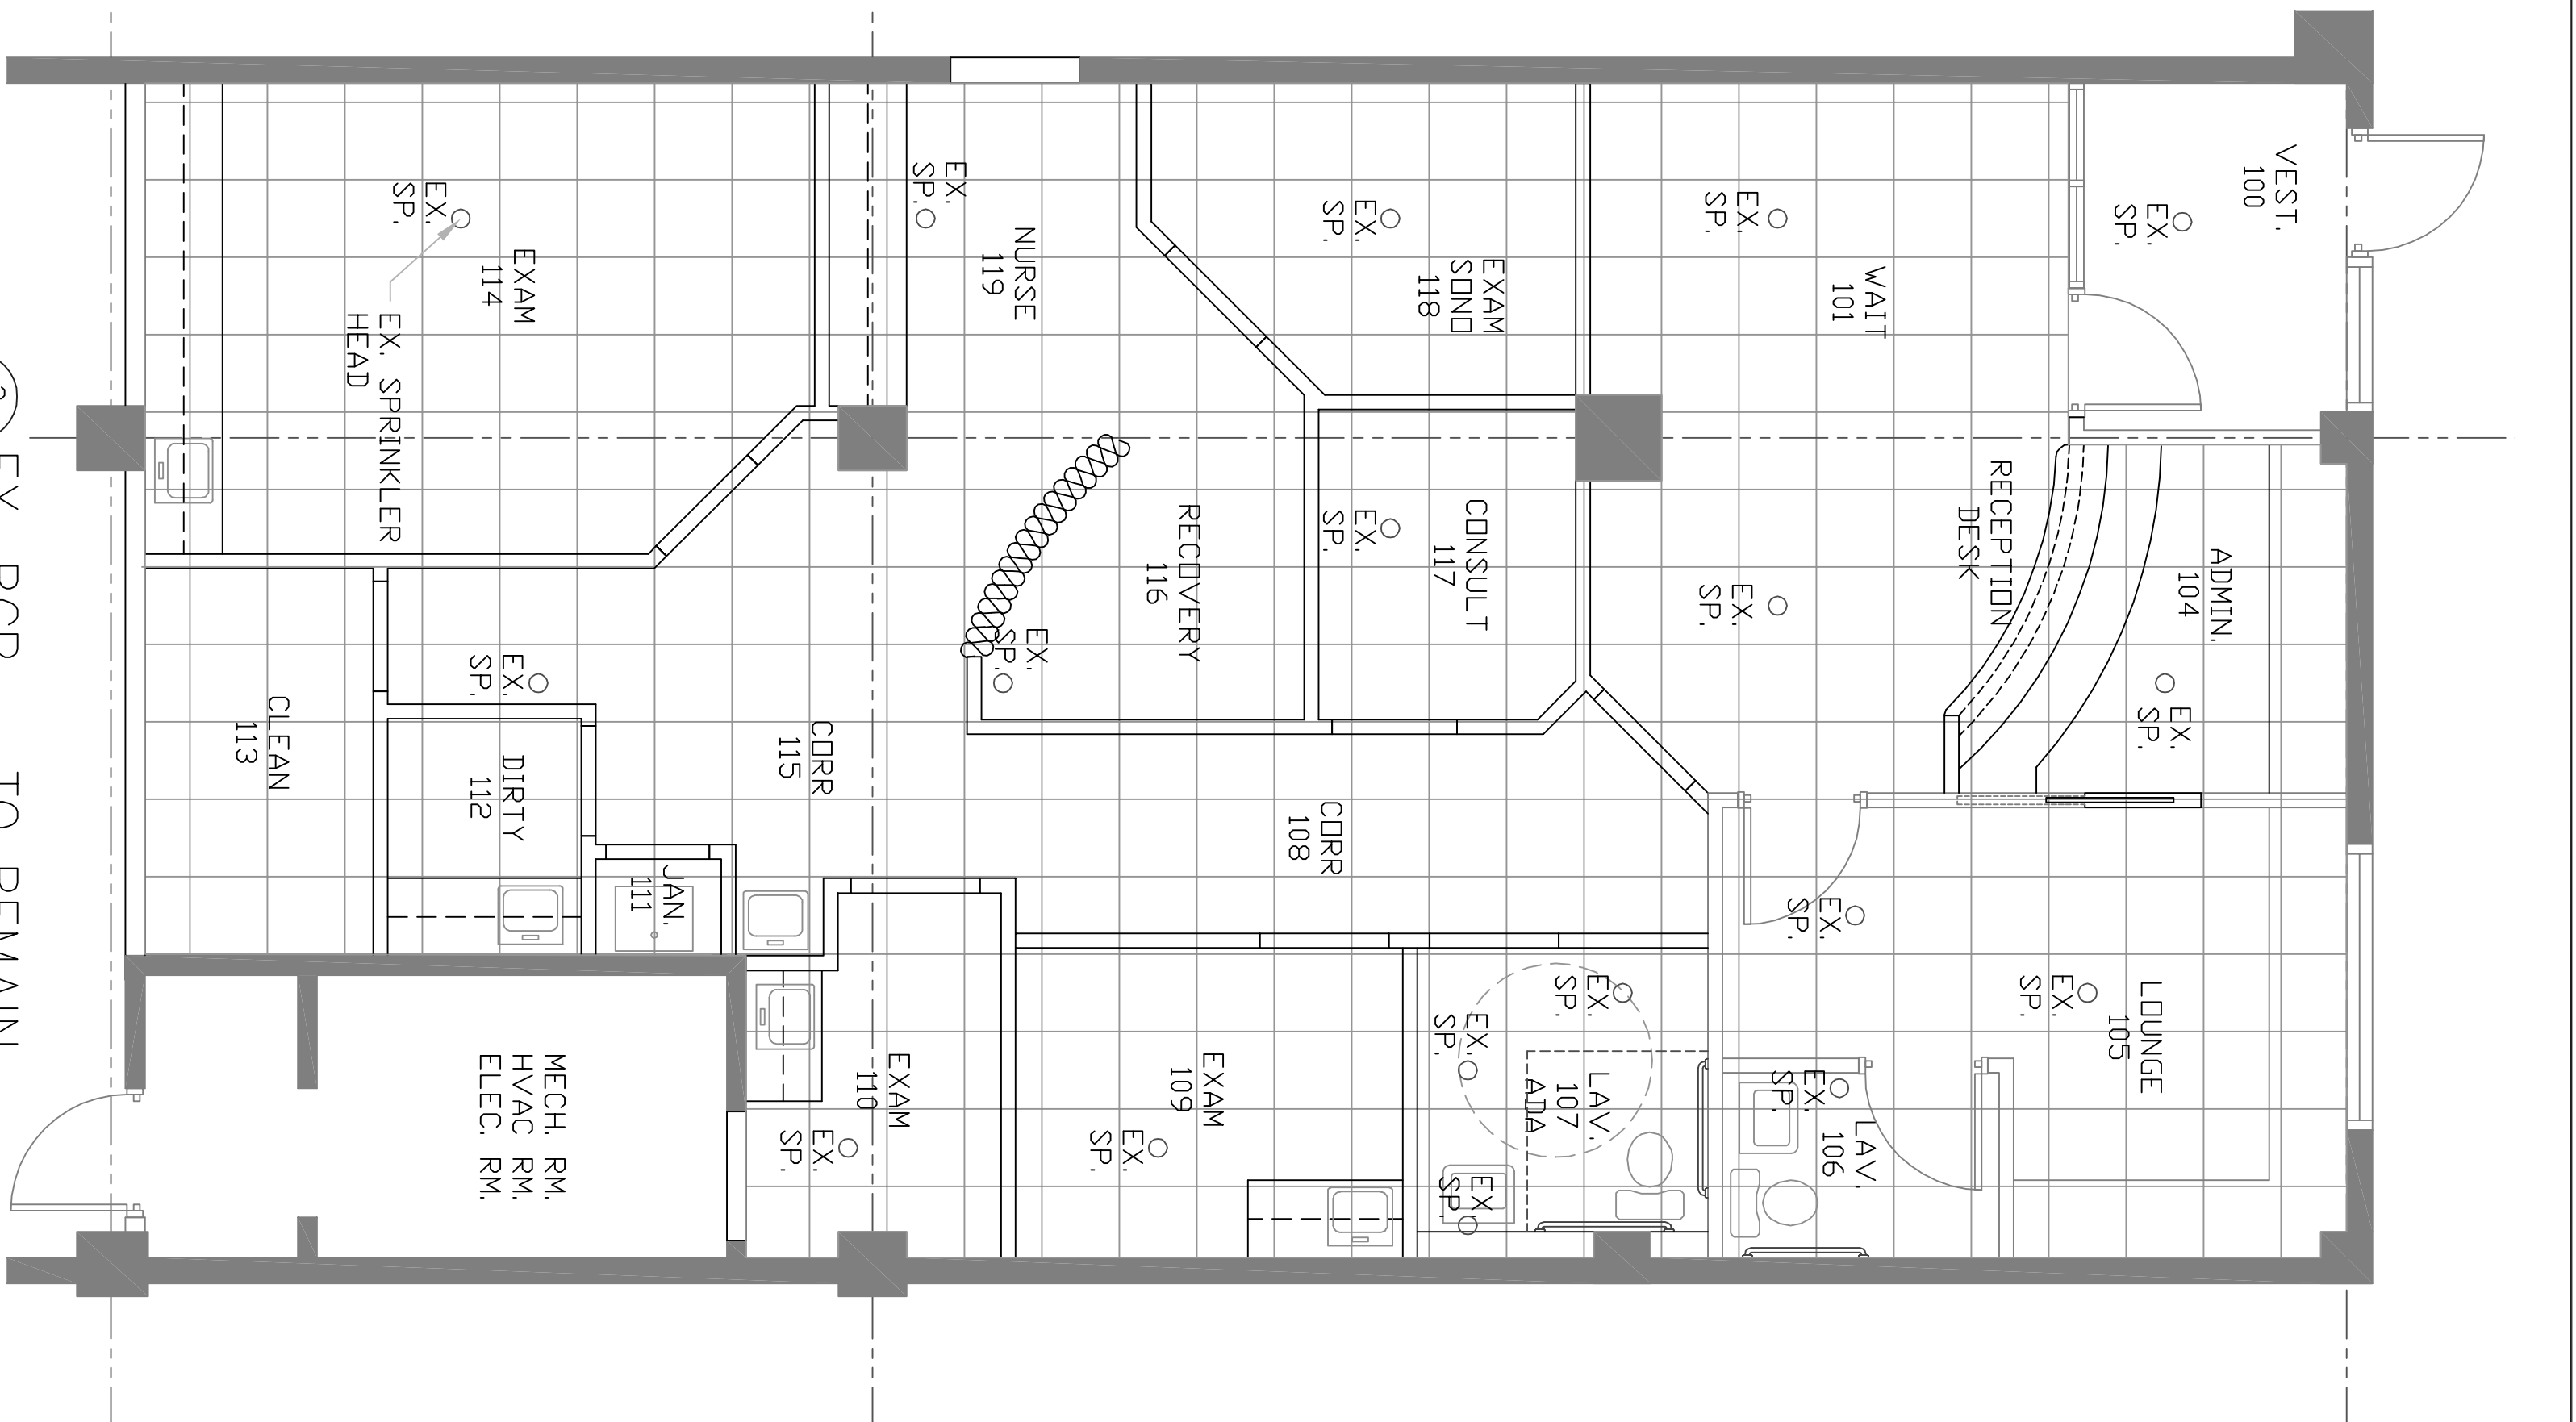 VEST.
100
EX.
SP.
ADMIN.
104
EX.
SP.
LOUNGE
105
EX.
SP.
RECEPTION
DESK
WAIT
101
EX.
SP.
EX.
SP.
EX.
SP.
LAV.
106
EX.
SP.
LAV.
107
ADA
EX.
SP.
EX.
SP.
EX.
SP.
EXAM
SONO
118
EX.
SP.
CONSULT
117
EX.
SP.
CORR
108
RECOVERY
116
EX.
SP.
EXAM
109
EX.
SP.
NURSE
119
EX.
SP.
EXAM
110
EX.
SP.
CORR
115
JAN.
111
EXAM
114
EX.
SP.
EX. SPRINKLER
HEAD
EX.
SP.
DIRTY
112
MECH. RM.
HVAC RM.
ELEC. RM.
CLEAN
113
EX. RCP TO REMAIN